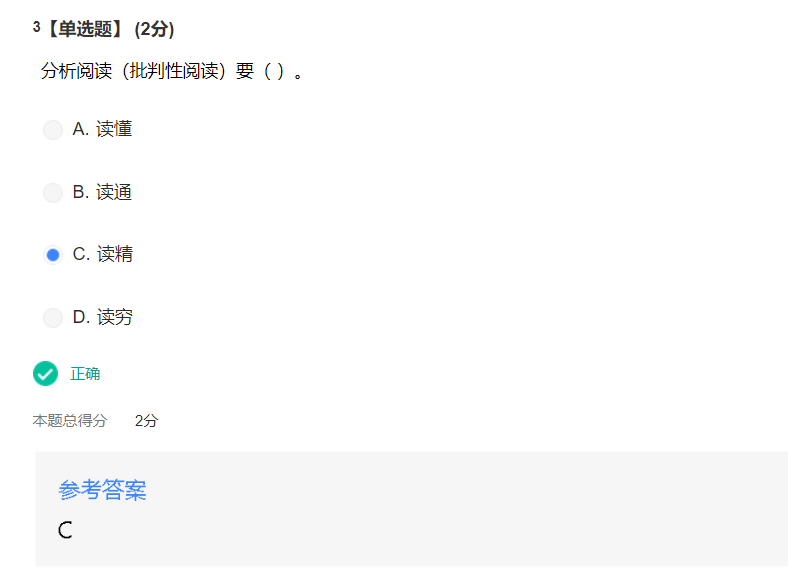 3【单选题】 (2分)
分析阅读（批判性阅读）要（ ）。
A. 读懂
B. 读通
C. 读精
D. 读穷
正确
本题总得分 2分
参考答案
C